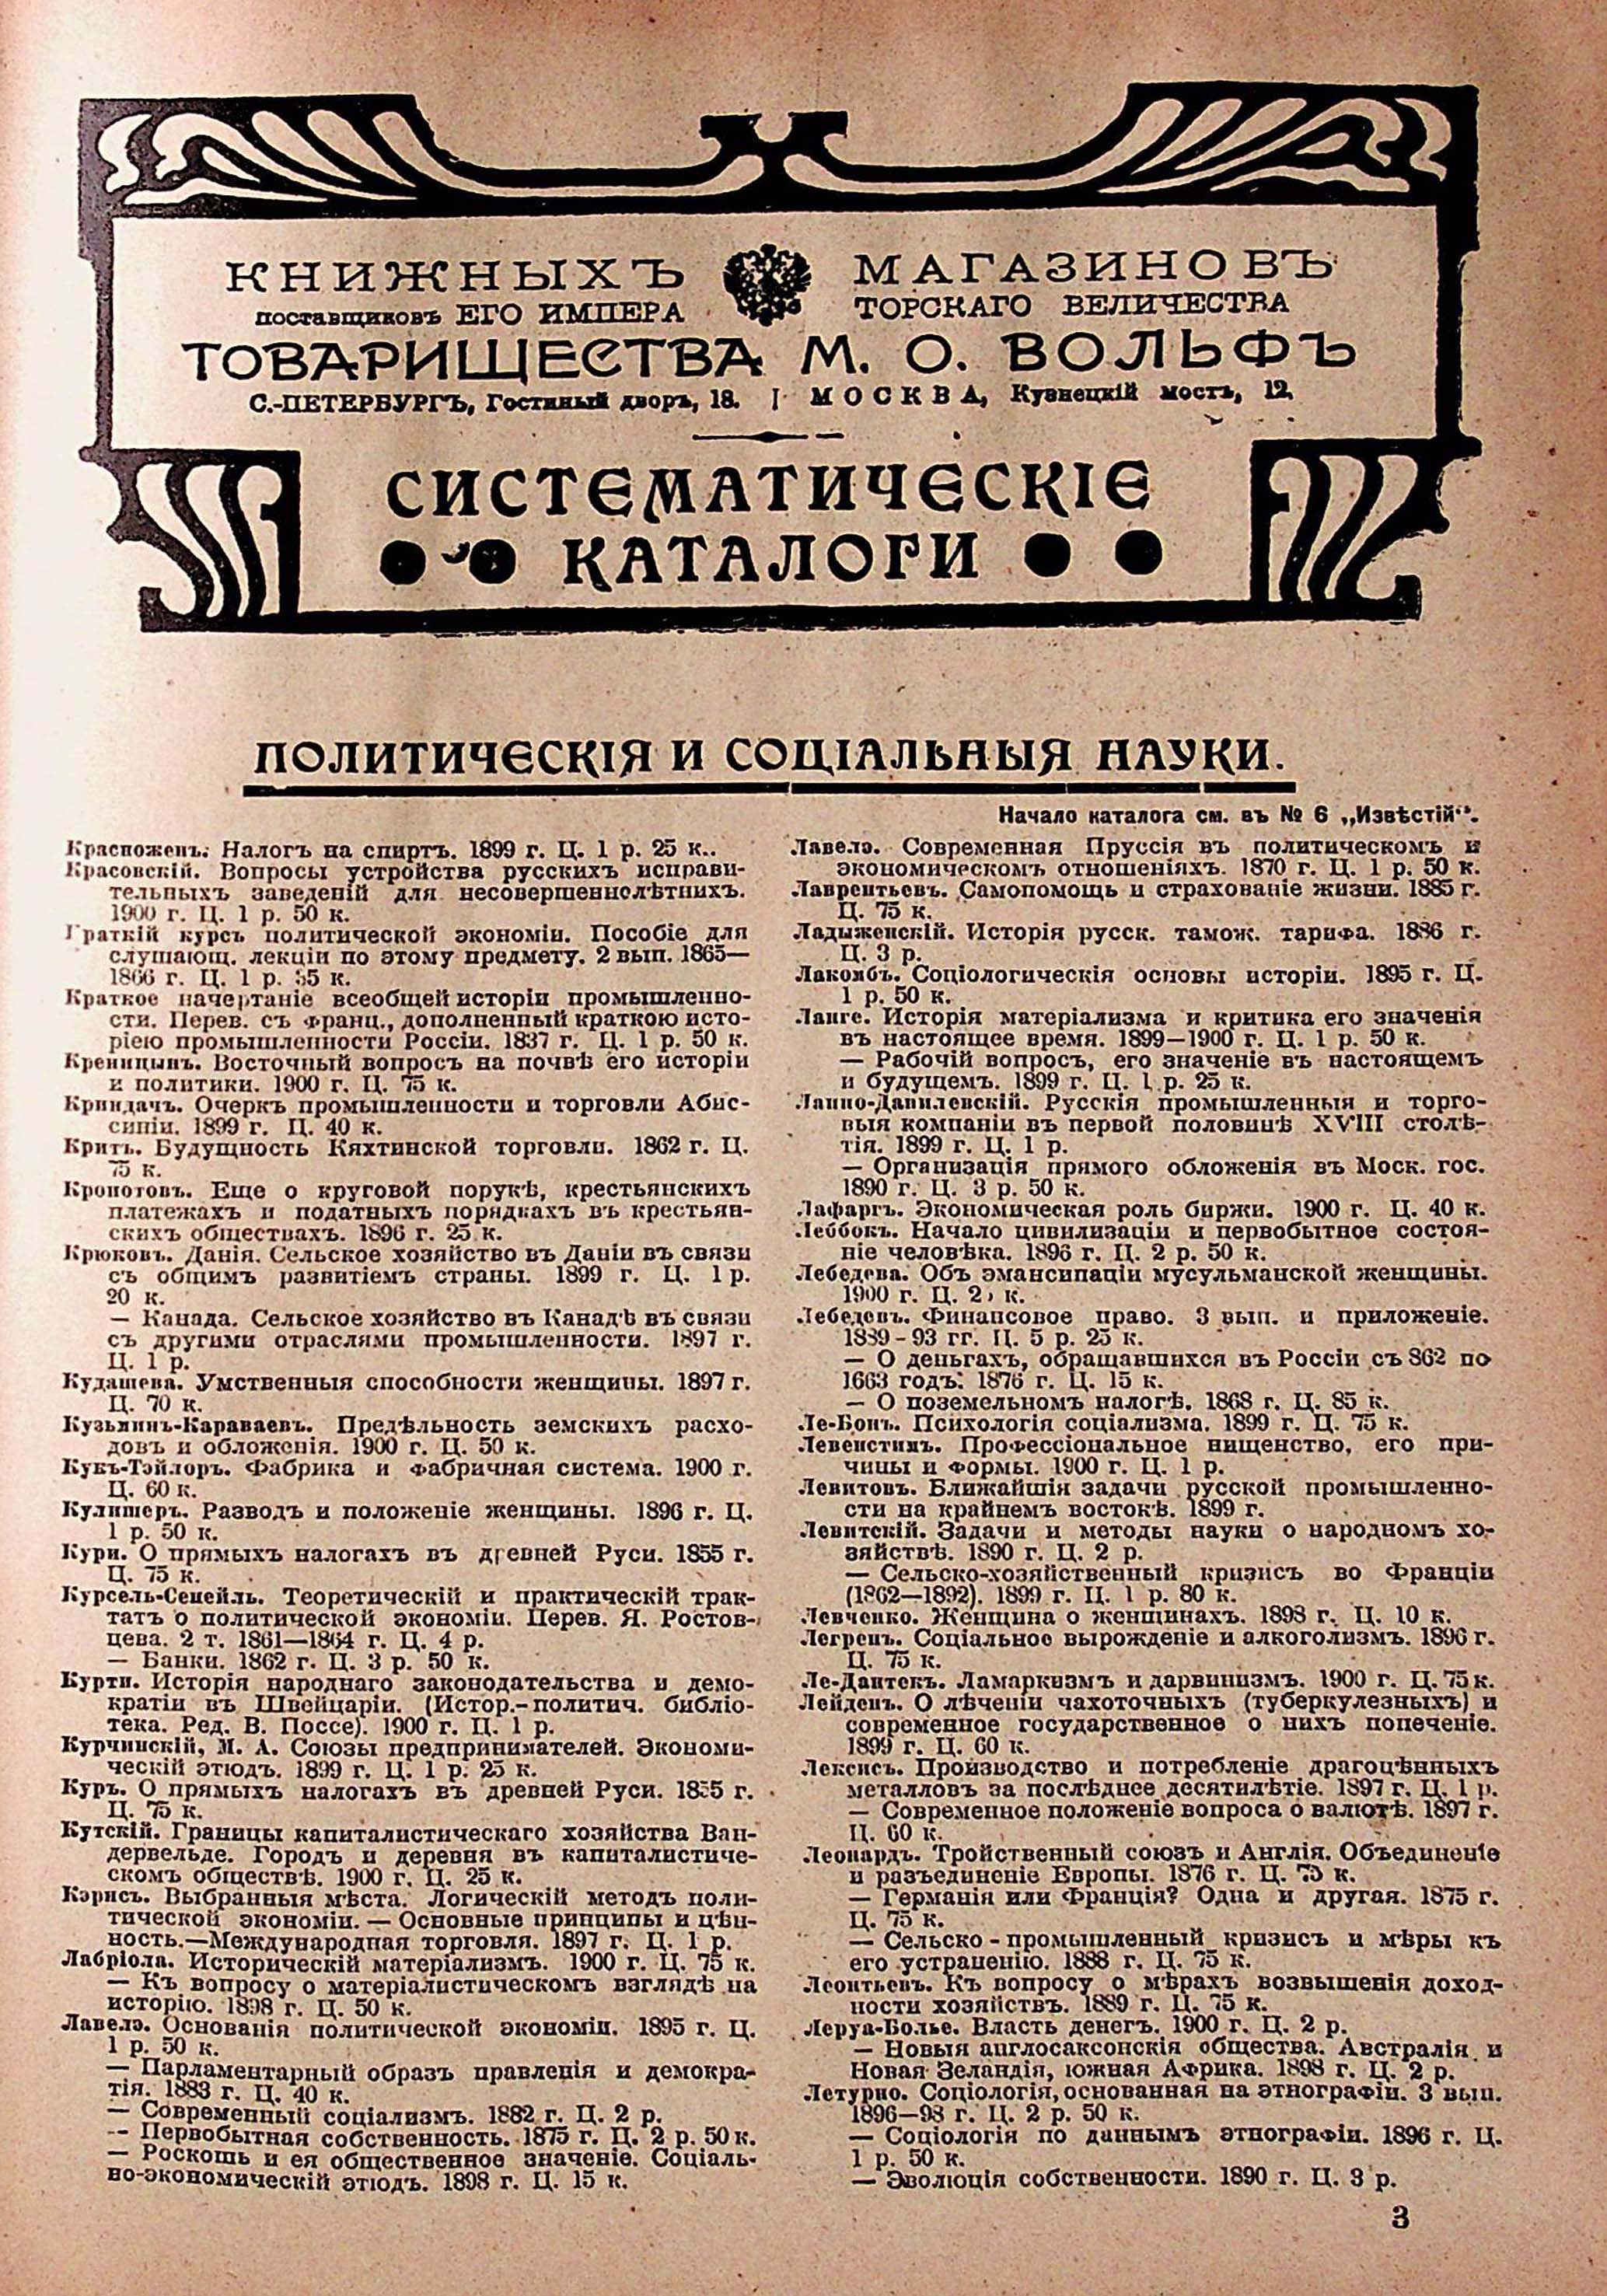 КНИЖНЫХЪ МАГАЗИНОВЪ
поставщиковъ ЕГО ИМПЕРАТОРСКАГО ВЕЛИЧЕСТВА
ТОВАРИЩЕСТВА М. О. ВОЛЬФЪ
С.-ПЕТЕРБУРГЪ, Гостиный дворъ, 18. | МОСКВА, Кузнецкій мостъ, 12.
СИСТЕМАТИЧЕСКІЕ
КАТАЛОГИ
ПОЛИТИЧЕСКІЯ И СОЦІАЛЬНЫЯ НАУКИ.
Начало каталога см. въ № 6 „Извѣстій“.
Красноженъ. Налогъ на спиртъ. 1899 г. Ц. 1 р. 25 к.
Красовскій. Вопросы устройства русскихъ исправи-
тельныхъ заведеній для несовершеннолѣтнихъ.
1900 г. Ц. 1 р. 50 к.
Краткій курсъ политической экономіи. Пособіе для
слушающ. лекціи по этому предмету. 2 вып. 1865—
1866 г. Ц. 1 р. 35 к.
Краткое начертаніе всеобщей исторіи промышленно-
сти. Перев. съ франц., дополненный краткою исто-
ріею промышленности Россіи. 1837 г. Ц. 1 р. 50 к.
Креницынъ. Восточный вопросъ на почвѣ его исторіи
и политики. 1900 г. Ц. 75 к.
Криндачъ. Очеркъ промышленности и торговли Абис-
синіи. 1899 г. Ц. 40 к.
Критъ. Будущность Кяхтинской торговли. 1862 г. Ц.
75 к.
Кропотовъ. Еще о круговой порукѣ, крестьянскихъ
платежахъ и податныхъ порядкахъ въ крестьян-
скихъ обществахъ. 1896 г. 25 к.
Крюковъ. Данія. Сельское хозяйство въ Даніи въ связи
съ общимъ развитіемъ страны. 1899 г. Ц. 1 р.
20 к.
— Канада. Сельское хозяйство въ Канадѣ въ связи
съ другими отраслями промышленности. 1897 г.
Ц. 1 р.
Кудашева. Умственныя способности женщины. 1897 г.
Ц. 70 к.
Кузьминъ-Караваевъ. Предѣльность земскихъ расхо-
довъ и обложенія. 1900 г. Ц. 50 к.
Кукъ-Тэйлоръ. Фабрика и фабричная система. 1900 г.
Ц. 60 к.
Кулишеръ. Разводъ и положеніе женщины. 1896 г. Ц.
1 р. 50 к.
Кури. О прямыхъ налогахъ въ древней Руси. 1855 г.
Ц. 75 к.
Курсель-Сенейль. Теоретическій и практическій трак-
татъ о политической экономіи. Перев. Я. Ростов-
цева. 2 т. 1861—1864 г. Ц. 4 р.
— Банки. 1862 г. Ц. 3 р. 50 к.
Курти. Исторія народнаго законодательства и демо-
кратіи въ Швейцаріи. (Истор.-политич. библіо-
тека. Ред. В. Поссе). 1900 г. Ц. 1 р.
Курчинскій, М. А. Союзы предпринимателей. Экономи-
ческій этюдъ. 1899 г. Ц. 1 р. 25 к.
Куръ. О прямыхъ налогахъ въ древней Руси. 1855 г.
Ц. 75 к.
Кутскій. Границы капиталистическаго хозяйства Ван-
дервельде. Городъ и деревня въ капиталистиче-
скомъ обществѣ. 1900 г. Ц. 25 к.
Кэрисъ. Выбранныя мѣста. Логическій методъ поли-
тической экономіи. — Основные принципы и цѣн-
ность.—Международная торговля. 1897 г. Ц. 1 р.
Лабріола. Историческій матеріализмъ. 1900 г. Ц. 75 к.
— Къ вопросу о матеріалистическомъ взглядѣ на
исторію. 1898 г. Ц. 50 к.
Лавелэ. Основанія политической экономіи. 1895 г. Ц.
1 р. 50 к.
— Парламентарный образъ правленія и демокра-
тія. 1883 г. Ц. 40 к.
— Современный соціализмъ. 1882 г. Ц. 2 р.
— Первобытная собственность. 1875 г. Ц. 2 р. 50 к.
— Роскошь и ея общественное значеніе. Соціаль-
но-экономическій этюдъ. 1898 г. Ц. 15 к.
Лавелэ. Современная Пруссія въ политическомъ и
экономическомъ отношеніяхъ. 1870 г. Ц. 1 р. 50 к.
Лаврентьевъ. Самопомощь и страхованіе жизни. 1885 г.
Ц. 75 к.
Ладыженскій. Исторія русск. тамож. тарифа. 1886 г.
Ц. 3 р.
Лакомбъ. Соціологическія основы исторіи. 1895 г. Ц.
1 р. 50 к.
Ланге. Исторія матеріализма и критика его значенія
въ настоящее время. 1899—1900 г. Ц. 1 р. 50 к.
— Рабочій вопросъ, его значеніе въ настоящемъ
и будущемъ. 1899 г. Ц. 1 р. 25 к.
Лаппо-Данилевскій. Русскія промышленныя и торго-
выя компаніи въ первой половинѣ XVIII столѣ-
тія. 1899 г. Ц. 1 р.
— Организація прямого обложенія въ Моск. гос.
1890 г. Ц. 3 р. 50 к.
Лафаргъ. Экономическая роль биржи. 1900 г. Ц. 40 к.
Леббокъ. Начало цивилизаціи и первобытное состоя-
ніе человѣка. 1896 г. Ц. 2 р. 50 к.
Лебедева. Объ эмансипаціи мусульманской женщины.
1900 г. Ц. к.
Лебедевъ. Финансовое право. 3 вып. и приложеніе.
1889-93 гг. Ц. 5 р. 25 к.
— О деньгахъ, обращавшихся въ Россіи съ 862 по
1663 годъ. 1876 г. Ц. 15 к.
— О поземельномъ налогѣ. 1868 г. Ц. 85 к.
Ле-Бонъ. Психологія соціализма. 1899 г. Ц. 75 к.
Левенстимъ. Профессіональное нищенство, его при-
чины и формы. 1900 г. Ц. 1 р.
Левитовъ. Ближайшія задачи русской промышленно-
сти на крайнемъ востокѣ. 1899 г.
Левитскій. Задачи и методы науки о народномъ хо-
зяйствѣ. 1890 г. Ц. 2 р.
— Сельско-хозяйственный кризисъ во Франціи
(1862—1892). 1899 г. Ц. 1 р. 80 к.
Левченко. Женщина о женщинахъ. 1898 г. Ц. 10 к.
Легренъ. Соціальное вырожденіе и алкоголизмъ. 1896 г.
Ц. 75 к.
Ле-Дантекъ. Ламаркизмъ и дарвинизмъ. 1900 г. Ц. 75 к.
Лейденъ. О лѣченіи чахоточныхъ (туберкулезныхъ) и
современное государственное о нихъ попеченіе.
1899 г. Ц. 60 к.
Лексисъ. Производство и потребленіе драгоцѣнныхъ
металловъ за послѣднее десятилѣтіе. 1897 г. Ц. 1 р.
— Современное положеніе вопроса о валютѣ. 1897 г.
Ц. 60 к.
Леонардъ. Тройственный союзъ и Англія. Объединеніе
и разъединеніе Европы. 1876 г. Ц. 75 к.
— Германія или Франція? Одна и другая. 1875 г.
Ц. 75 к.
— Сельско-промышленный кризисъ и мѣры къ
его устраненію. 1888 г. Ц. 75 к.
Леонтьевъ. Къ вопросу о мѣрахъ возвышенія доход-
ности хозяйствъ. 1889 г. Ц. 75 к.
Леруа-Болье. Власть денегъ. 1900 г. Ц. 2 р.
— Новыя англосаксонскія общества. Австралія и
Новая Зеландія, южная Африка. 1898 г. Ц. 2 р.
Летурно. Соціологія, основанная на этнографіи. 3 вып.
1896—98 г. Ц. 2 р. 50 к.
— Соціологія по даннымъ этнографіи. 1896 г. Ц.
1 р. 50 к.
— Эволюція собственности. 1890 г. Ц. 3 р.
3